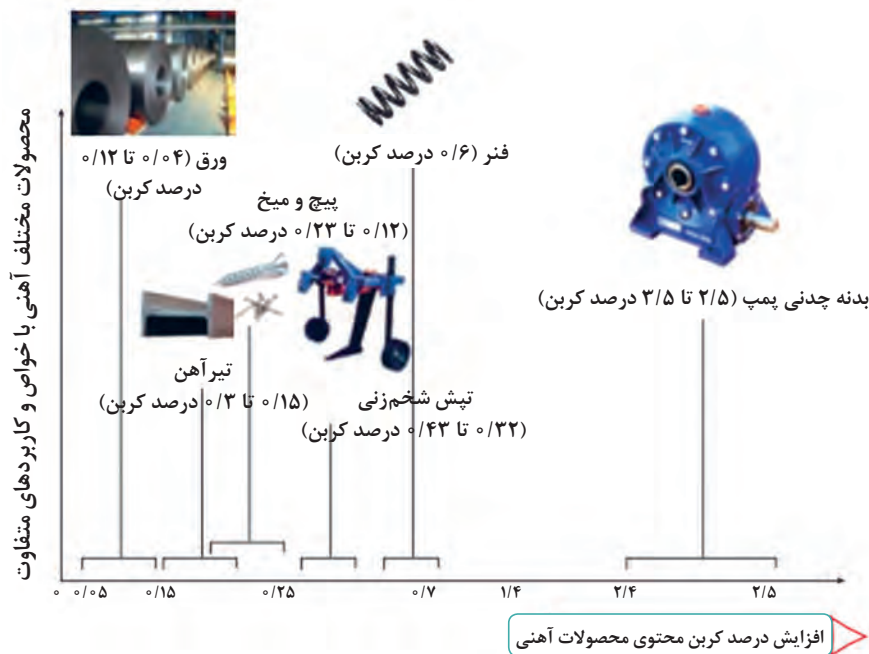 محصولات مختلف آهنی با خواص و کاربردهای متفاوت
ورق (۰/۰۴ تا ۰/۱۲
درصد کربن)
فنر (۰/۶ درصد کربن)
پیچ و میخ
(۰/۱۲ تا ۰/۲۳ درصد کربن)
بدنه چدنی پمپ (۲/۵ تا ۳/۵ درصد کربن)
تیرآهن
(۰/۱۵ تا ۰/۳ درصد کربن)
تپش شخم‌زنی
(۰/۳۲ تا ۰/۴۳ درصد کربن)
۰ ۰/۰۵ ۰/۱۵ ۰/۲۵ ۰/۷ ۱/۴ ۲/۴ ۲/۵
افزایش درصد کربن محتوی محصولات آهنی